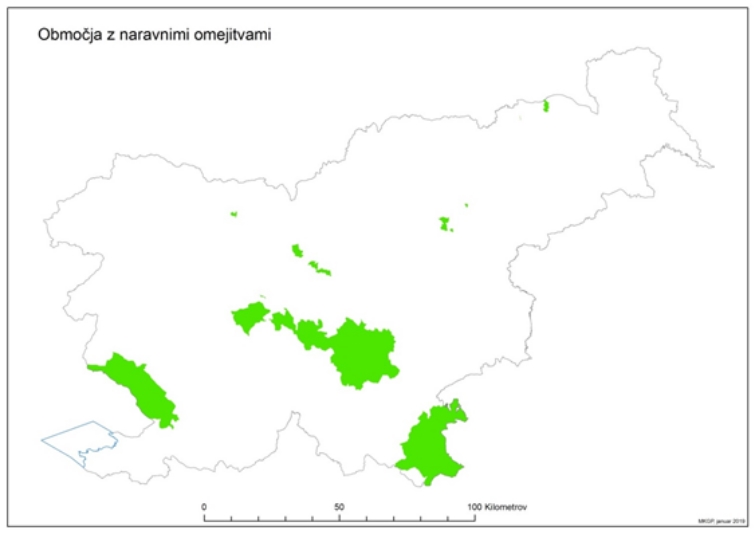 Območja z naravnimi omejitvami
0 50 100 Kilometrov
MKGP, januar 2019